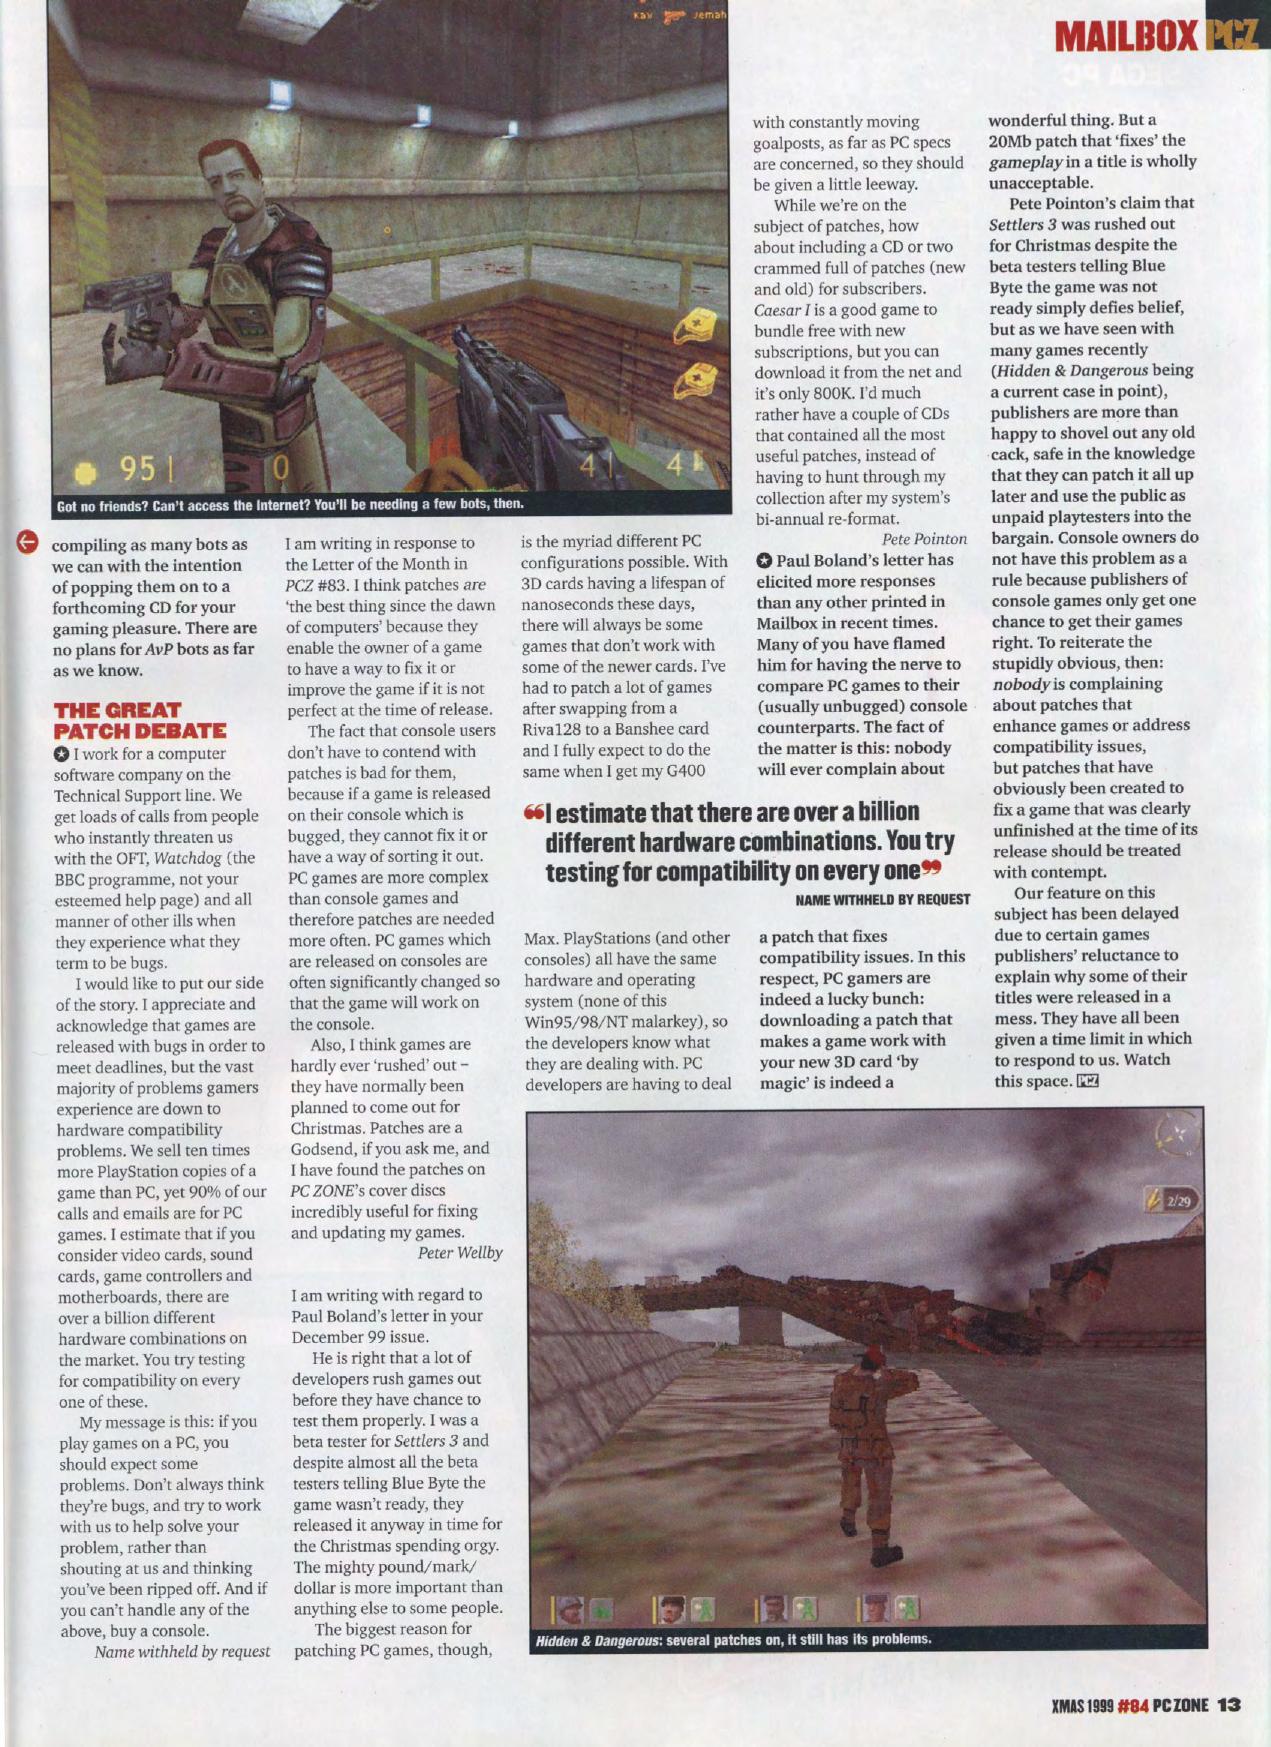 MAILBOX PCZ
Kav Jemah
95
0
4 4
Got no friends? Can't access the Internet? You'll be needing a few bots, then.
compiling as many bots as
we can with the intention
of popping them on to a
forthcoming CD for your
gaming pleasure. There are
no plans for AvP bots as far
as we know.
THE GREAT
PATCH DEBATE
I work for a computer
software company on the
Technical Support line. We
get loads of calls from people
who instantly threaten us
with the OFT, Watchdog (the
BBC programme, not your
esteemed help page) and all
manner of other ills when
they experience what they
term to be bugs.
I would like to put our side
of the story. I appreciate and
acknowledge that games are
released with bugs in order to
meet deadlines, but the vast
majority of problems gamers
experience are down to
hardware compatibility
problems. We sell ten times
more PlayStation copies of a
game than PC, yet 90% of our
calls and emails are for PC
games. I estimate that if you
consider video cards, sound
cards, game controllers and
motherboards, there are
over a billion different
hardware combinations on
the market. You try testing
for compatibility on every
one of these.
My message is this: if you
play games on a PC, you
should expect some
problems. Don't always think
they're bugs, and try to work
with us to help solve your
problem, rather than
shouting at us and thinking
you've been ripped off. And if
you can't handle any of the
above, buy a console.
Name withheld by request
I am writing in response to
the Letter of the Month in
PCZ #83. I think patches are
'the best thing since the dawn
of computers' because they
enable the owner of a game
to have a way to fix it or
improve the game if it is not
perfect at the time of release.
The fact that console users
don't have to contend with
patches is bad for them,
because if a game is released
on their console which is
bugged, they cannot fix it or
have a way of sorting it out.
PC games are more complex
than console games and
therefore patches are needed
more often. PC games which
are released on consoles are
often significantly changed so
that the game will work on
the console.
Also, I think games are
hardly ever 'rushed' out –
they have normally been
planned to come out for
Christmas. Patches are a
Godsend, if you ask me, and
I have found the patches on
PC ZONE's cover discs
incredibly useful for fixing
and updating my games.
Peter Wellby
I am writing with regard to
Paul Boland's letter in your
December 99 issue.
He is right that a lot of
developers rush games out
before they have chance to
test them properly. I was a
beta tester for Settlers 3 and
despite almost all the beta
testers telling Blue Byte the
game wasn't ready, they
released it anyway in time for
the Christmas spending orgy.
The mighty pound/mark/
dollar is more important than
anything else to some people.
The biggest reason for
patching PC games, though,
is the myriad different PC
configurations possible. With
3D cards having a lifespan of
nanoseconds these days,
there will always be some
games that don't work with
some of the newer cards. I've
had to patch a lot of games
after swapping from a
Riva128 to a Banshee card
and I fully expect to do the
same when I get my G400
“I estimate that there are over a billion
different hardware combinations. You try
testing for compatibility on every one”
NAME WITHHELD BY REQUEST
Max. PlayStations (and other
consoles) all have the same
hardware and operating
system (none of this
Win95/98/NT malarkey), so
the developers know what
they are dealing with. PC
developers are having to deal
with constantly moving
goalposts, as far as PC specs
are concerned, so they should
be given a little leeway.
While we're on the
subject of patches, how
about including a CD or two
crammed full of patches (new
and old) for subscribers.
Caesar I is a good game to
bundle free with new
subscriptions, but you can
download it from the net and
it's only 800K. I'd much
rather have a couple of CDs
that contained all the most
useful patches, instead of
having to hunt through my
collection after my system's
bi-annual re-format.
Pete Pointon
Paul Boland's letter has
elicited more responses
than any other printed in
Mailbox in recent times.
Many of you have flamed
him for having the nerve to
compare PC games to their
(usually unbugged) console
counterparts. The fact of
the matter is this: nobody
will ever complain about
a patch that fixes
compatibility issues. In this
respect, PC gamers are
indeed a lucky bunch:
downloading a patch that
makes a game work with
your new 3D card 'by
magic' is indeed a
wonderful thing. But a
20Mb patch that 'fixes' the
gameplay in a title is wholly
unacceptable.
Pete Pointon's claim that
Settlers 3 was rushed out
for Christmas despite the
beta testers telling Blue
Byte the game was not
ready simply defies belief,
but as we have seen with
many games recently
(Hidden & Dangerous being
a current case in point),
publishers are more than
happy to shovel out any old
cack, safe in the knowledge
that they can patch it all up
later and use the public as
unpaid playtesters into the
bargain. Console owners do
not have this problem as a
rule because publishers of
console games only get one
chance to get their games
right. To reiterate the
stupidly obvious, then:
nobody is complaining
about patches that
enhance games or address
compatibility issues,
but patches that have
obviously been created to
fix a game that was clearly
unfinished at the time of its
release should be treated
with contempt.
Our feature on this
subject has been delayed
due to certain games
publishers' reluctance to
explain why some of their
titles were released in a
mess. They have all been
given a time limit in which
to respond to us. Watch
this space. PCZ
2/29
Hidden & Dangerous: several patches on, it still has its problems.
XMAS 1999 #84 PC ZONE 13